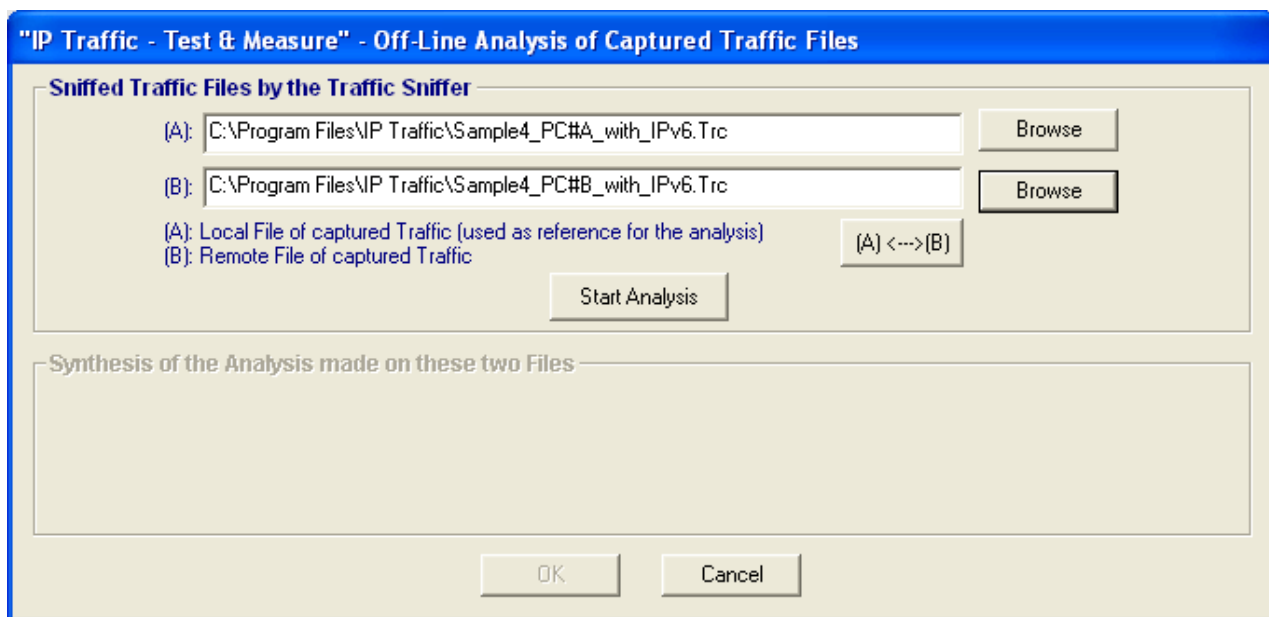 "IP Traffic - Test & Measure" - Off-Line Analysis of Captured Traffic Files
Sniffed Traffic Files by the Traffic Sniffer
(A): C:\Program Files\IP Traffic\Sample4_PC#A_with_IPv6.Trc Browse
(B): C:\Program Files\IP Traffic\Sample4_PC#B_with_IPv6.Trc Browse
(A): Local File of captured Traffic (used as reference for the analysis)
(B): Remote File of captured Traffic
(A) <--->(B)
Start Analysis
Synthesis of the Analysis made on these two Files
OK Cancel